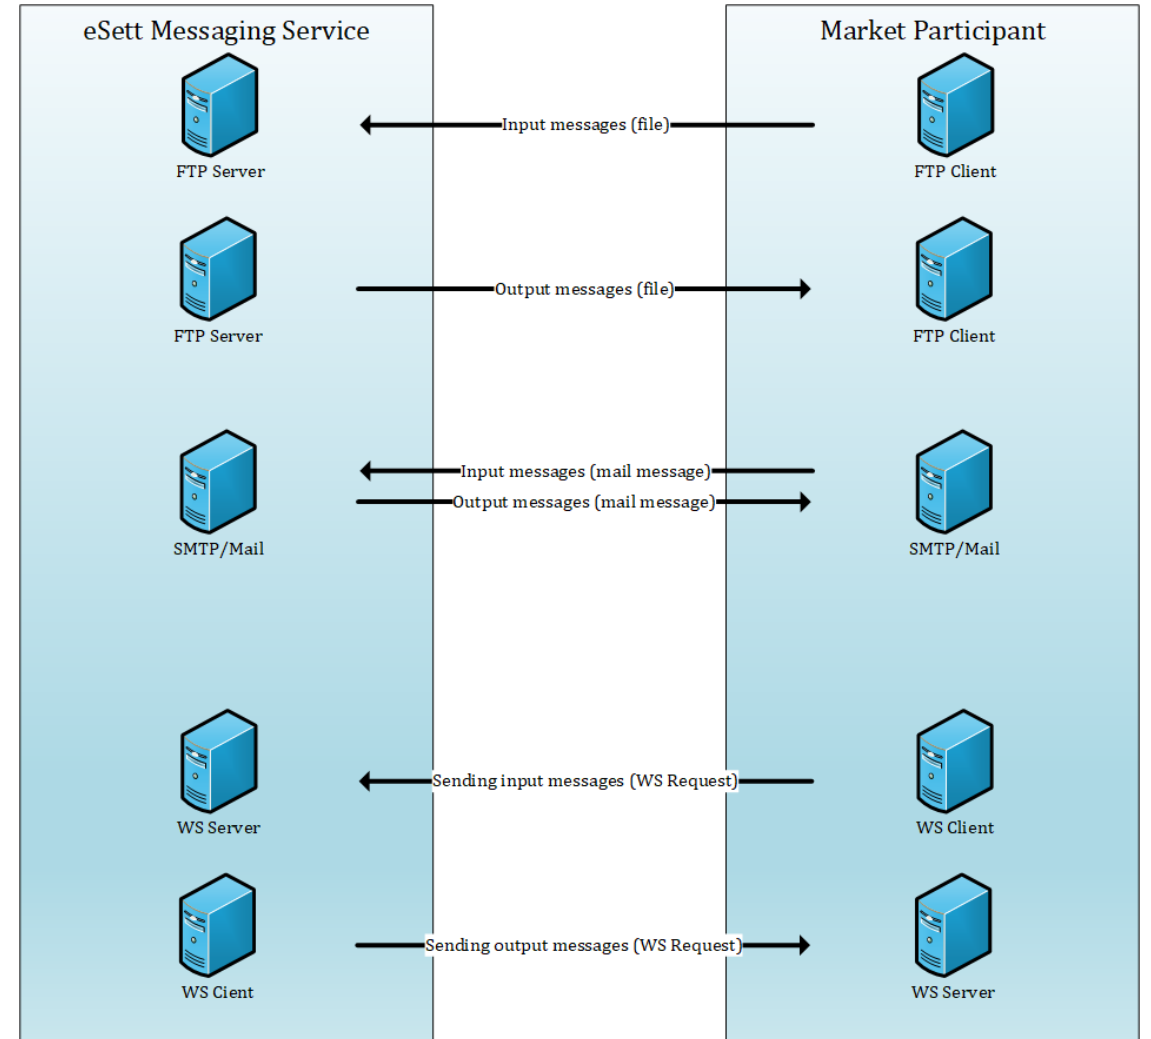 eSett Messaging Service
Market Participant
Input messages (file)
FTP Server
FTP Client
Output messages (file)
FTP Server
FTP Client
Input messages (mail message)
Output messages (mail message)
SMTP/Mail
SMTP/Mail
Sending input messages (WS Request)
WS Server
WS Client
Sending output messages (WS Request)
WS Cient
WS Server